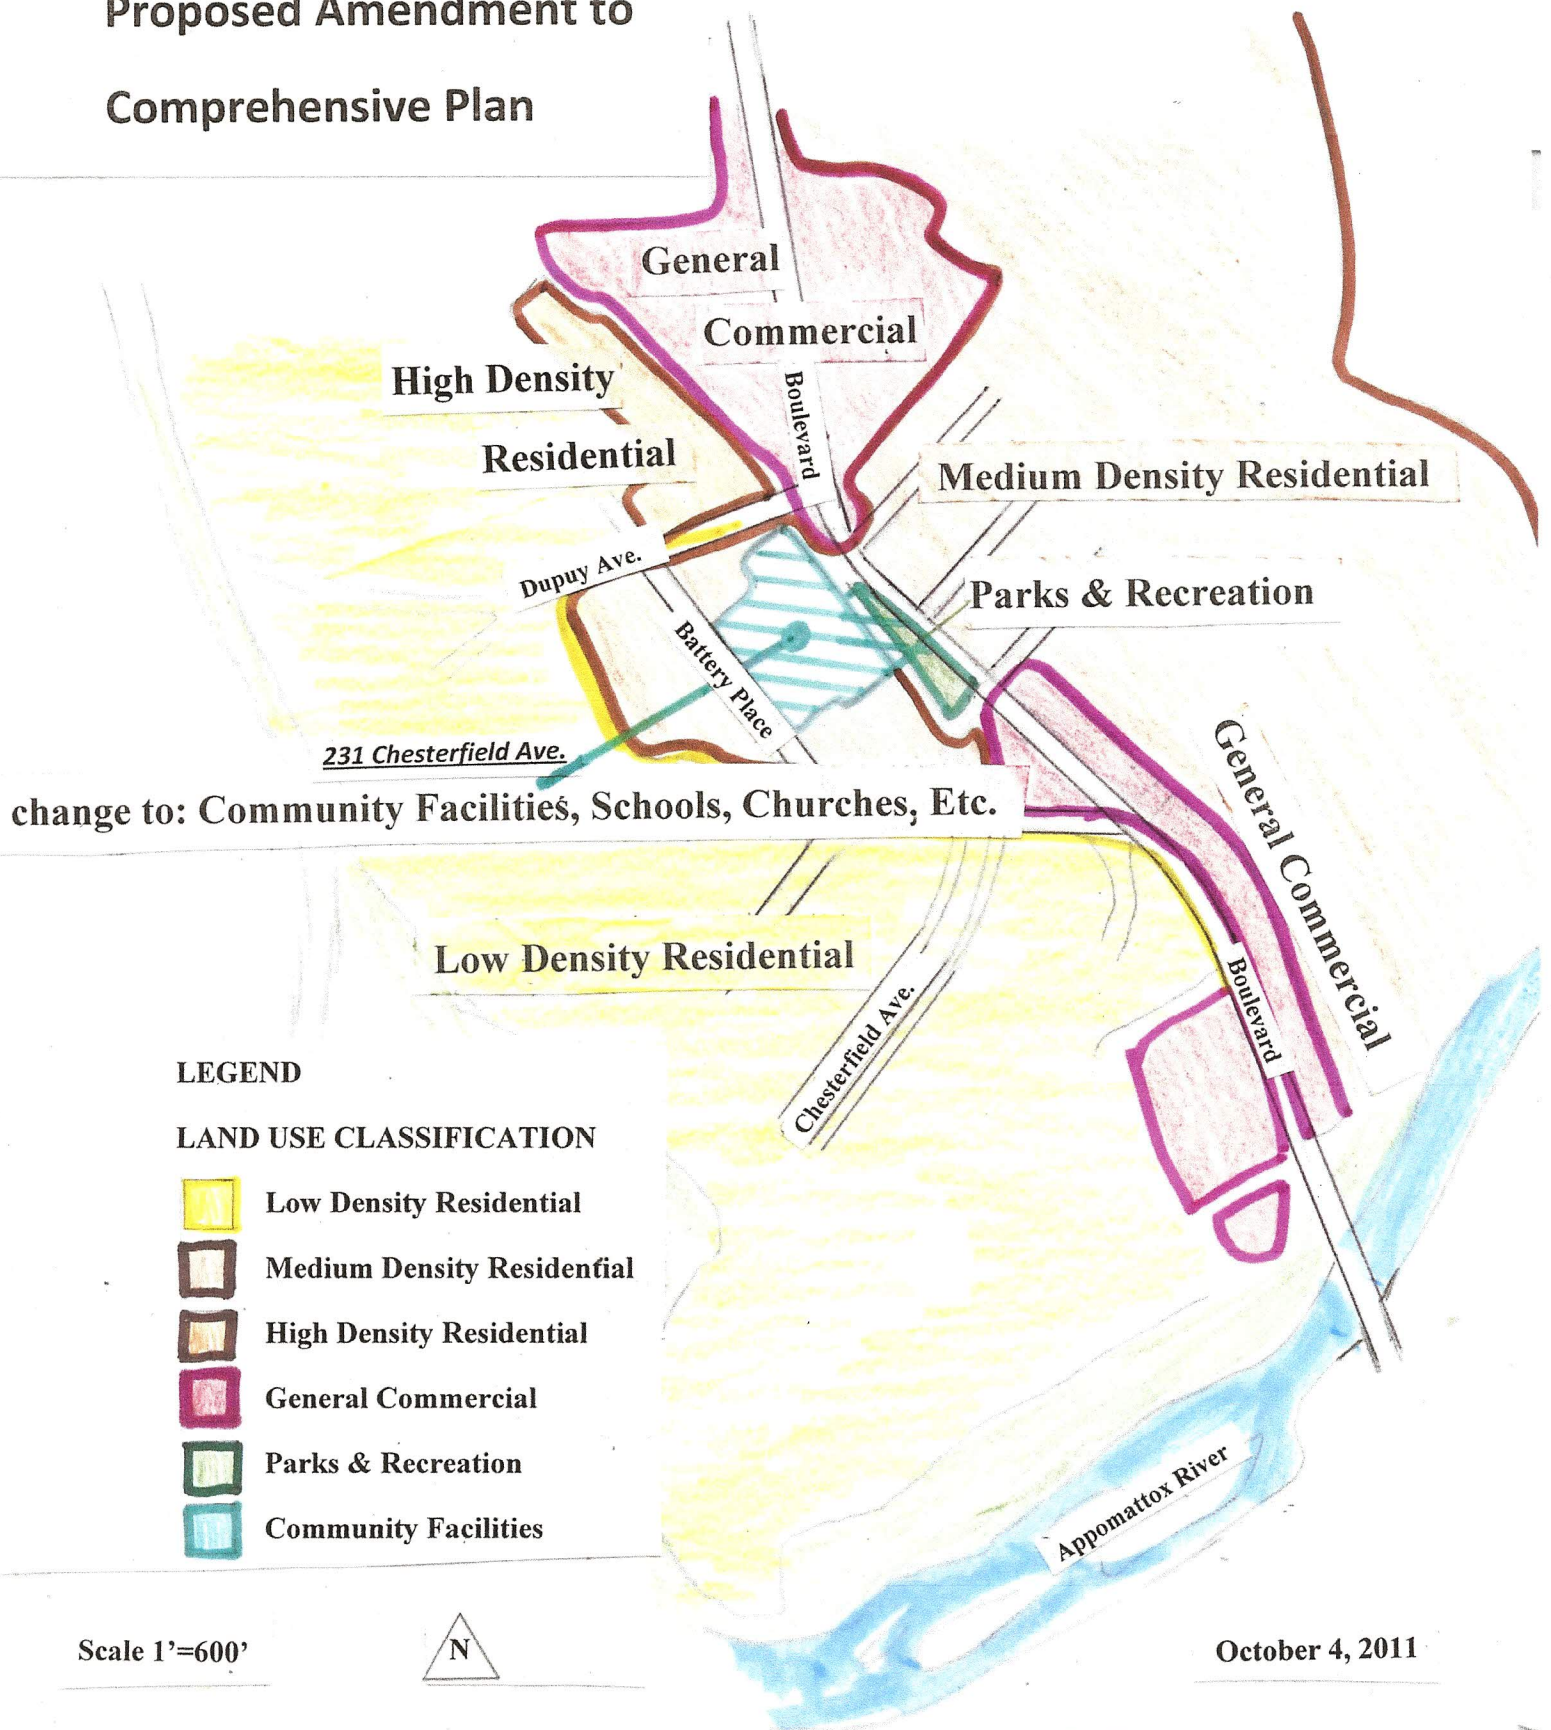 Proposed Amendment to
Comprehensive Plan
General
Commercial
Boulevard
High Density
Residential
Medium Density Residential
Dupuy Ave.
Parks & Recreation
Battery Place
231 Chesterfield Ave.
change to: Community Facilities, Schools, Churches, Etc.
General Commercial
Low Density Residential
Boulevard
Chesterfield Ave.
LEGEND
LAND USE CLASSIFICATION
Low Density Residential
Medium Density Residential
High Density Residential
General Commercial
Parks & Recreation
Community Facilities
Appomattox River
Scale 1’=600’
N
October 4, 2011